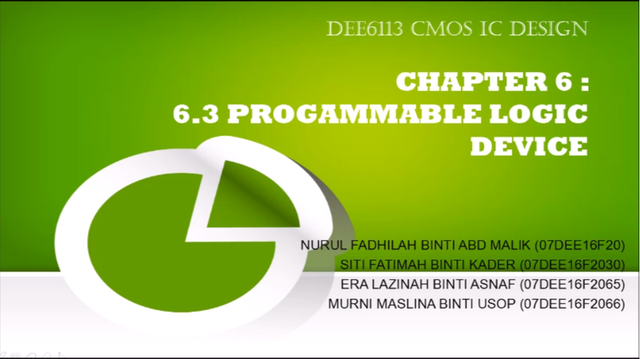 DEE6113 CMOS IC DESIGN
CHAPTER 6 :
6.3 PROGAMMABLE LOGIC
DEVICE
NURUL FADHILAH BINTI ABD MALIK (07DEE16F20)
SITI FATIMAH BINTI KADER (07DEE16F2030)
ERA LAZINAH BINTI ASNAF (07DEE16F2065)
MURNI MASLINA BINTI USOP (07DEE16F2066)